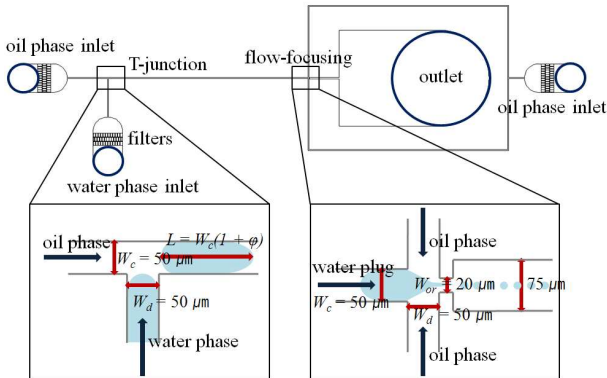 oil phase inlet
T-junction
flow-focusing
outlet
oil phase inlet
filters
water phase inlet
oil phase
L = Wc(1 + φ)
Wc = 50 μm
Wd = 50 μm
water phase
oil phase
water plug
Wor = 20 μm
75 μm
Wc = 50 μm
Wd = 50 μm
oil phase